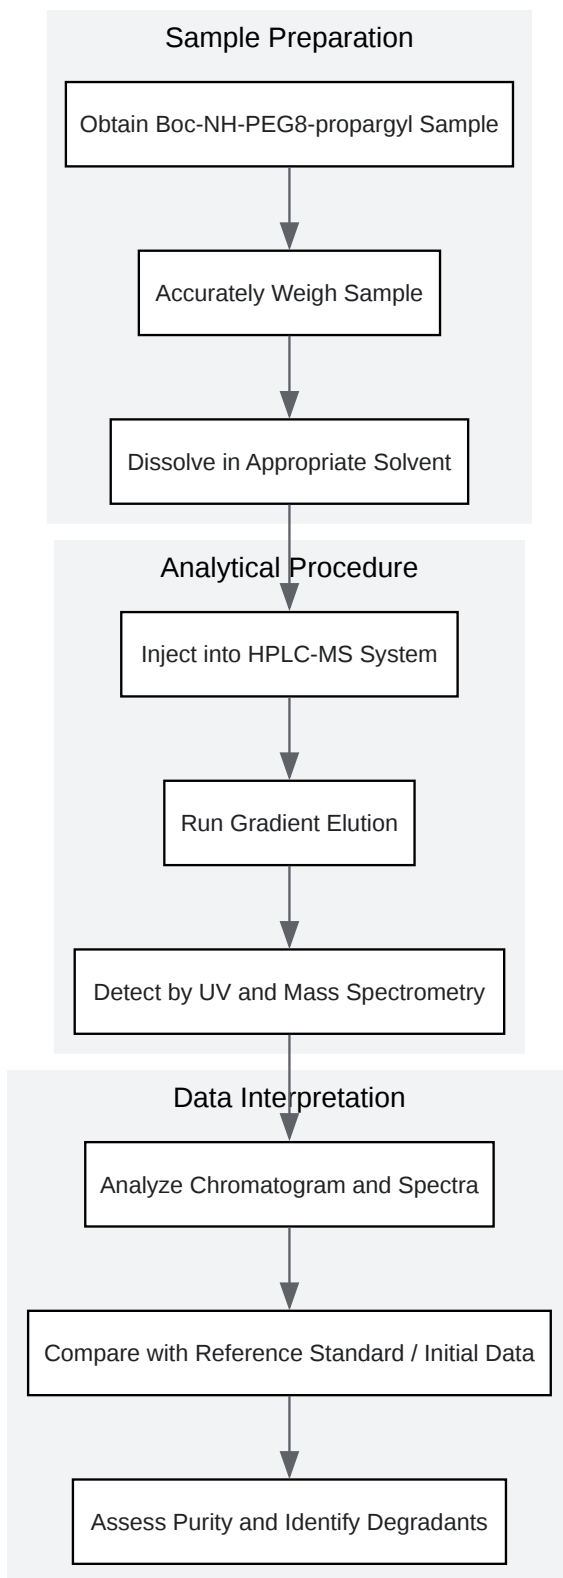 Sample Preparation
Obtain Boc-NH-PEG8-propargyl Sample
Accurately Weigh Sample
Dissolve in Appropriate Solvent
Analytical Procedure
Inject into HPLC-MS System
Run Gradient Elution
Detect by UV and Mass Spectrometry
Data Interpretation
Analyze Chromatogram and Spectra
Compare with Reference Standard / Initial Data
Assess Purity and Identify Degradants